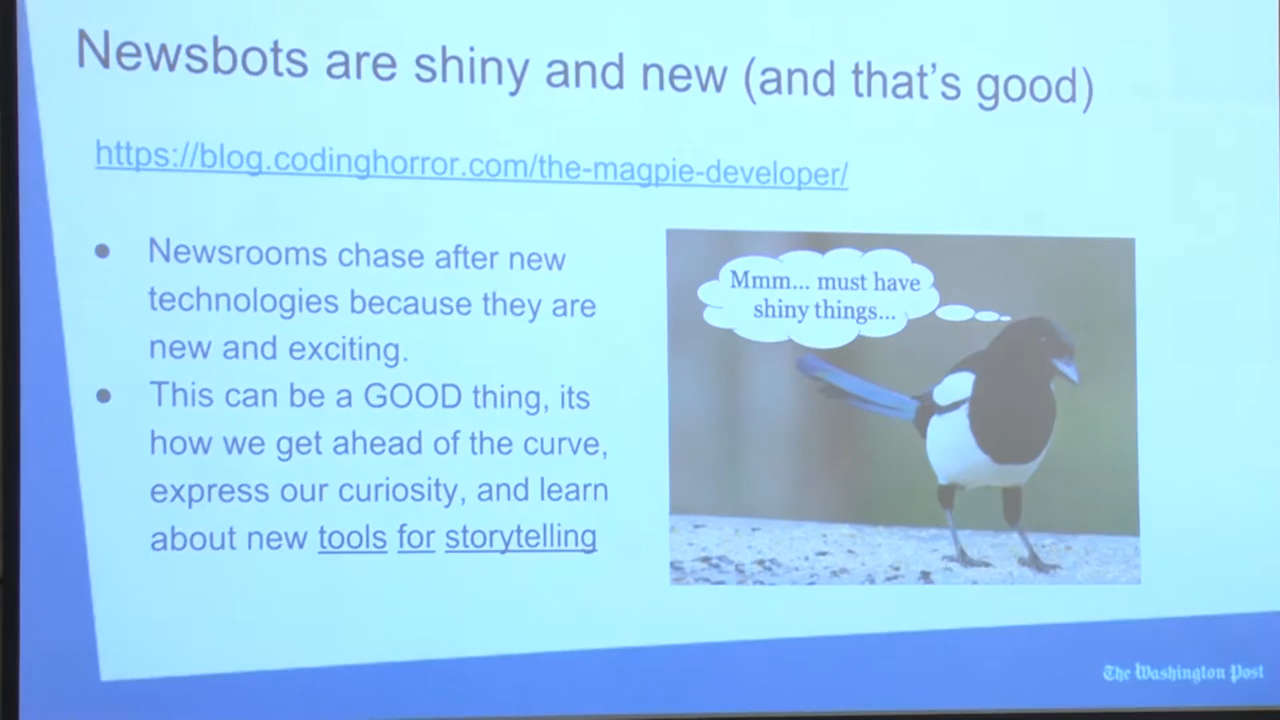 Newsbots are shiny and new (and that's good)
https://blog.codinghorror.com/the-magpie-developer/
Newsrooms chase after new
technologies because they are
new and exciting.
This can be a GOOD thing, its
how we get ahead of the curve,
express our curiosity, and learn
about new tools for storytelling
Mmm... must have
shiny things...
The Washington Post